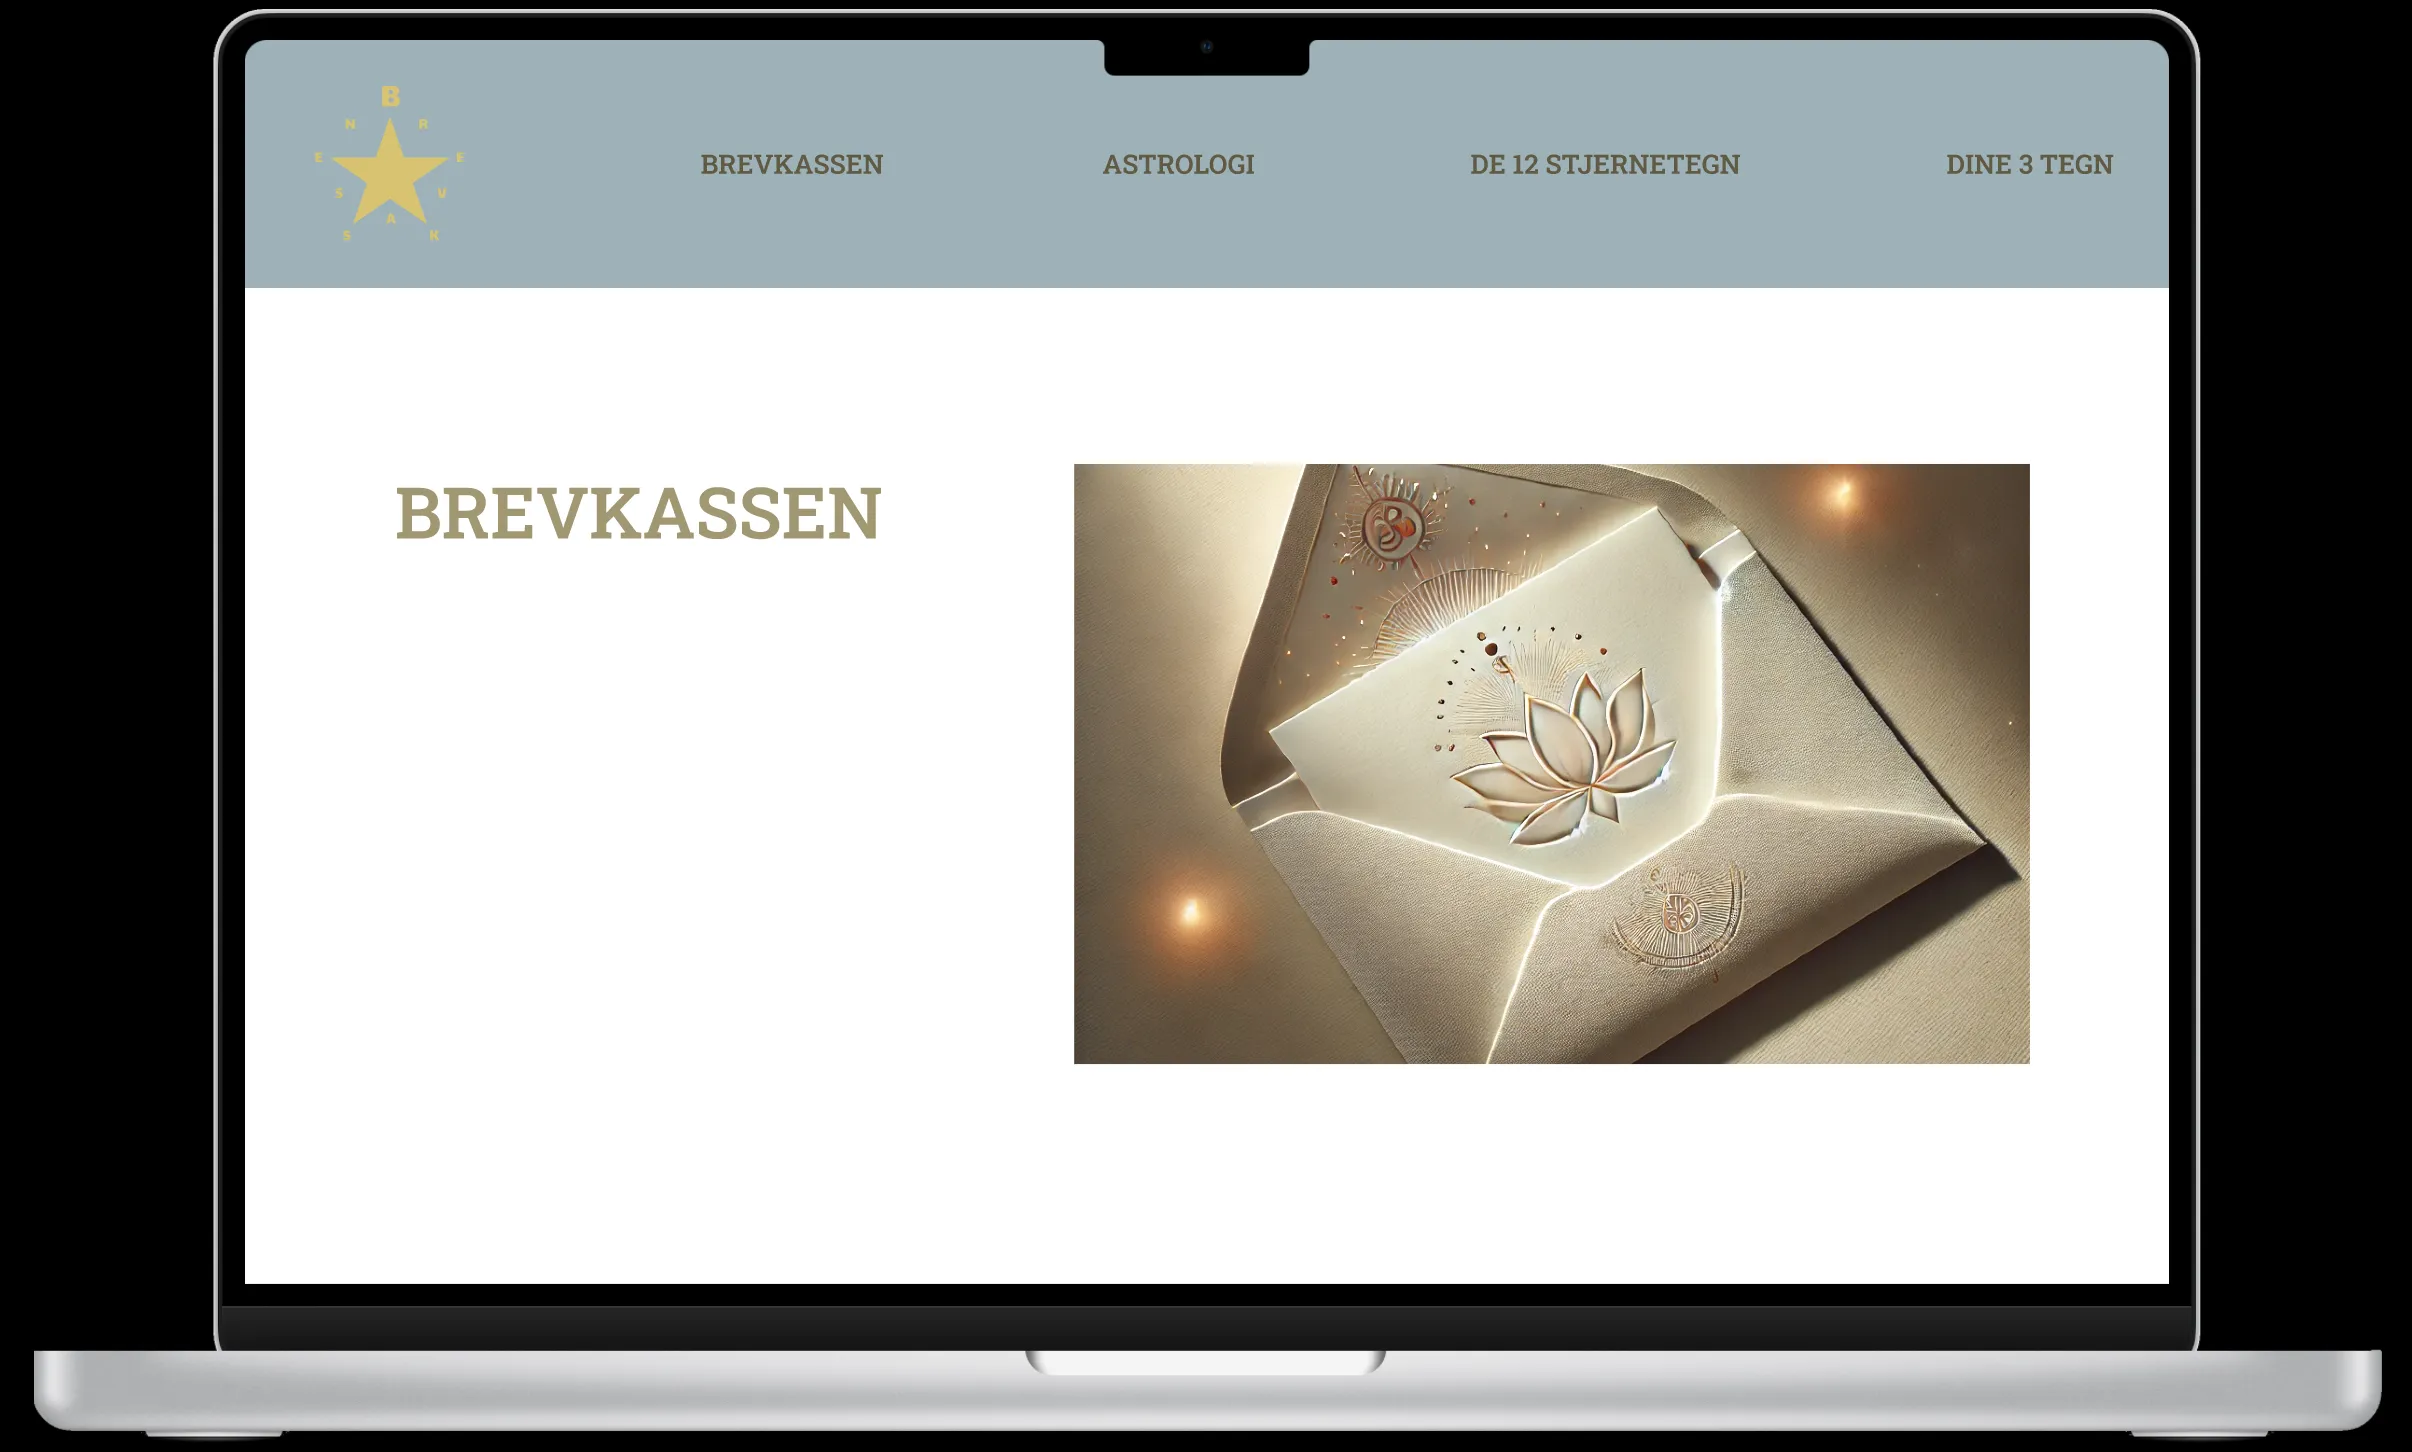 B
N R
E E
S V
A
S K
BREVKASSEN
ASTROLOGI
DE 12 STJERNETEGN
DINE 3 TEGN
BREVKASSEN